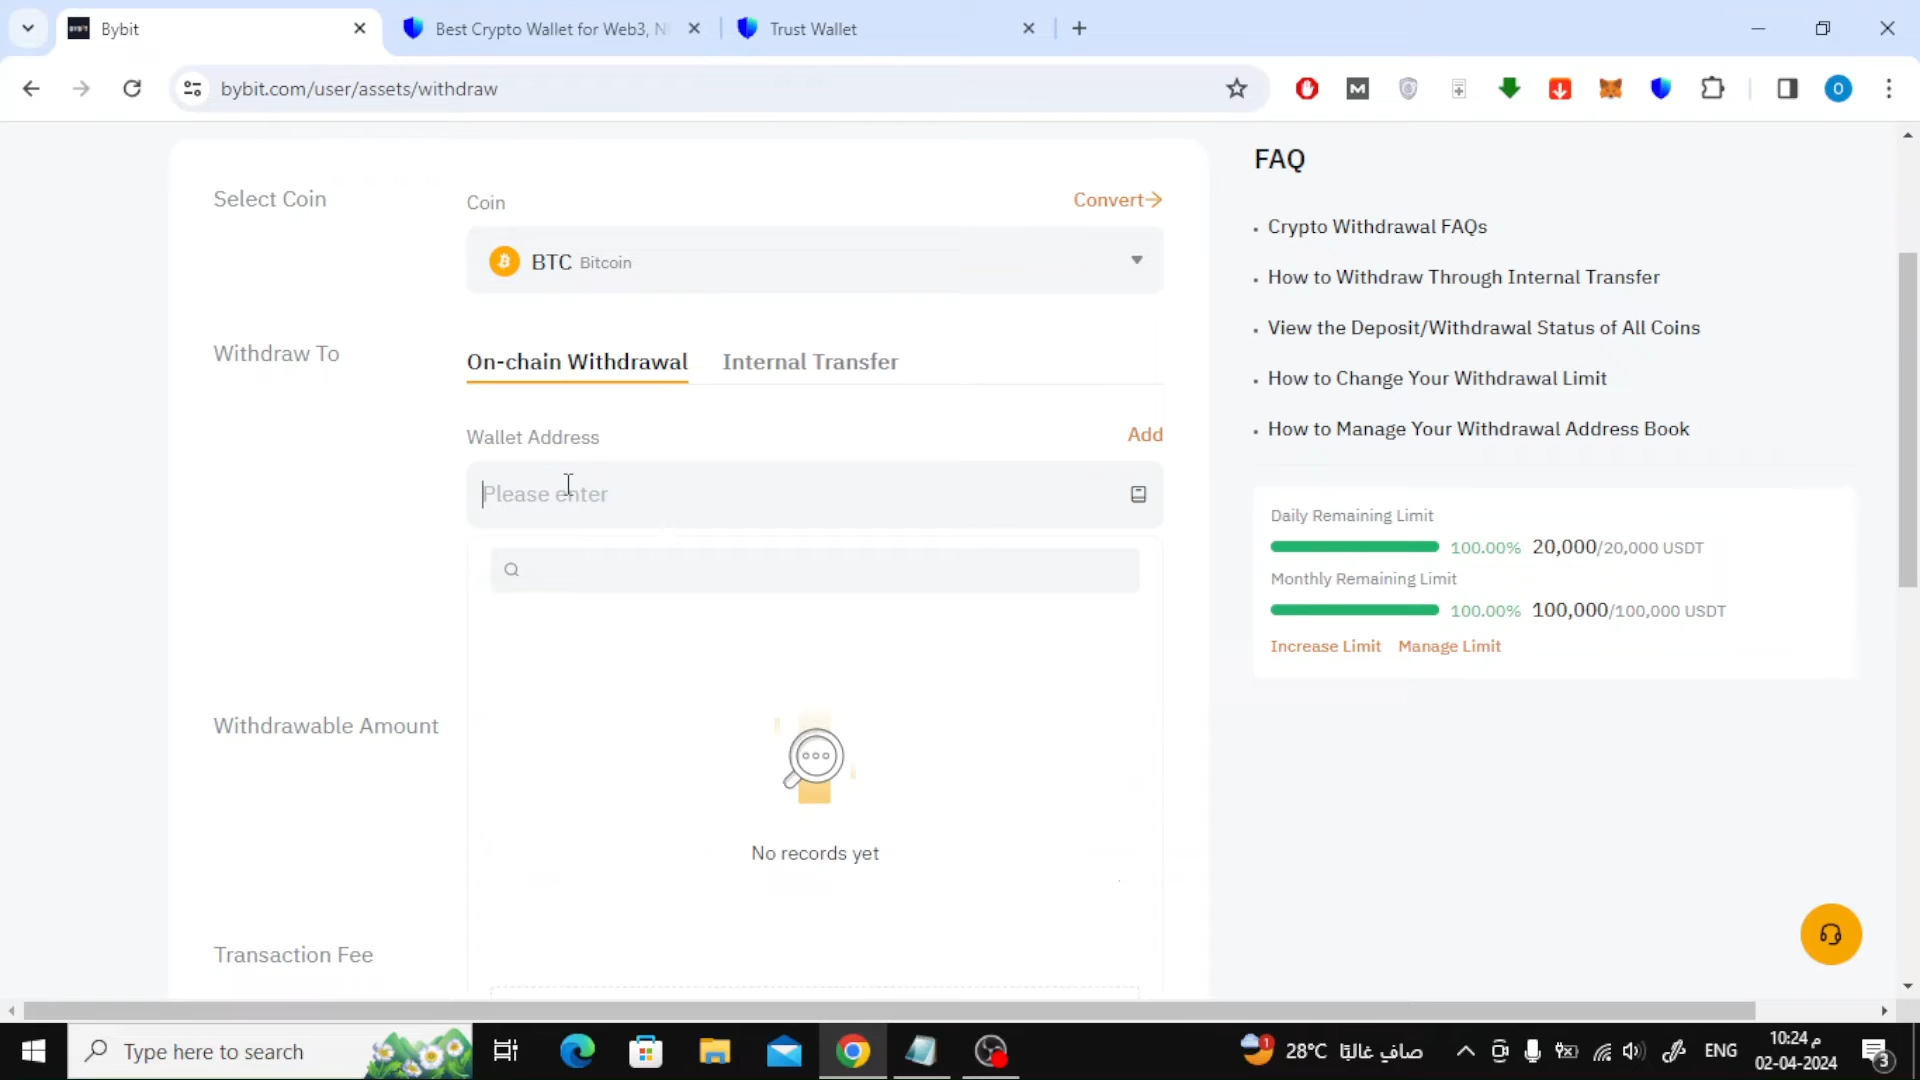 Bybit
Best Crypto Wallet for Web3, N
Trust Wallet
bybit.com/user/assets/withdraw
O
Select Coin
Coin
Convert
BTC Bitcoin
Withdraw To
On-chain Withdrawal
Internal Transfer
Wallet Address
Add
Please enter
No records yet
Withdrawable Amount
Transaction Fee
FAQ
Crypto Withdrawal FAQs
How to Withdraw Through Internal Transfer
View the Deposit/Withdrawal Status of All Coins
How to Change Your Withdrawal Limit
How to Manage Your Withdrawal Address Book
Daily Remaining Limit
100.00% 20,000/20,000 USDT
Monthly Remaining Limit
100.00% 100,000/100,000 USDT
Increase Limit Manage Limit
Type here to search
1
28°C صافٍ غالبًا
ENG
10:24 م
02-04-2024
3